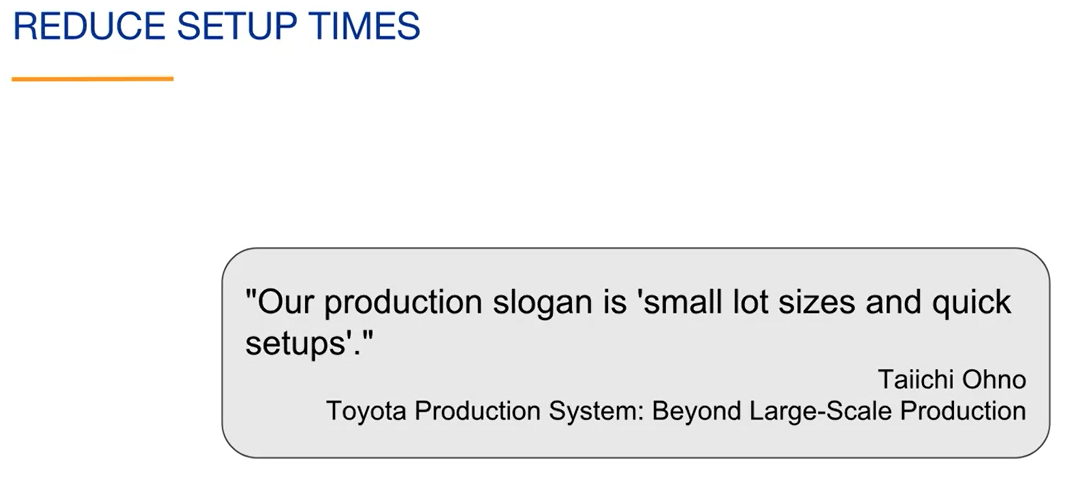 REDUCE SETUP TIMES
"Our production slogan is 'small lot sizes and quick
setups'."
Taiichi Ohno
Toyota Production System: Beyond Large-Scale Production